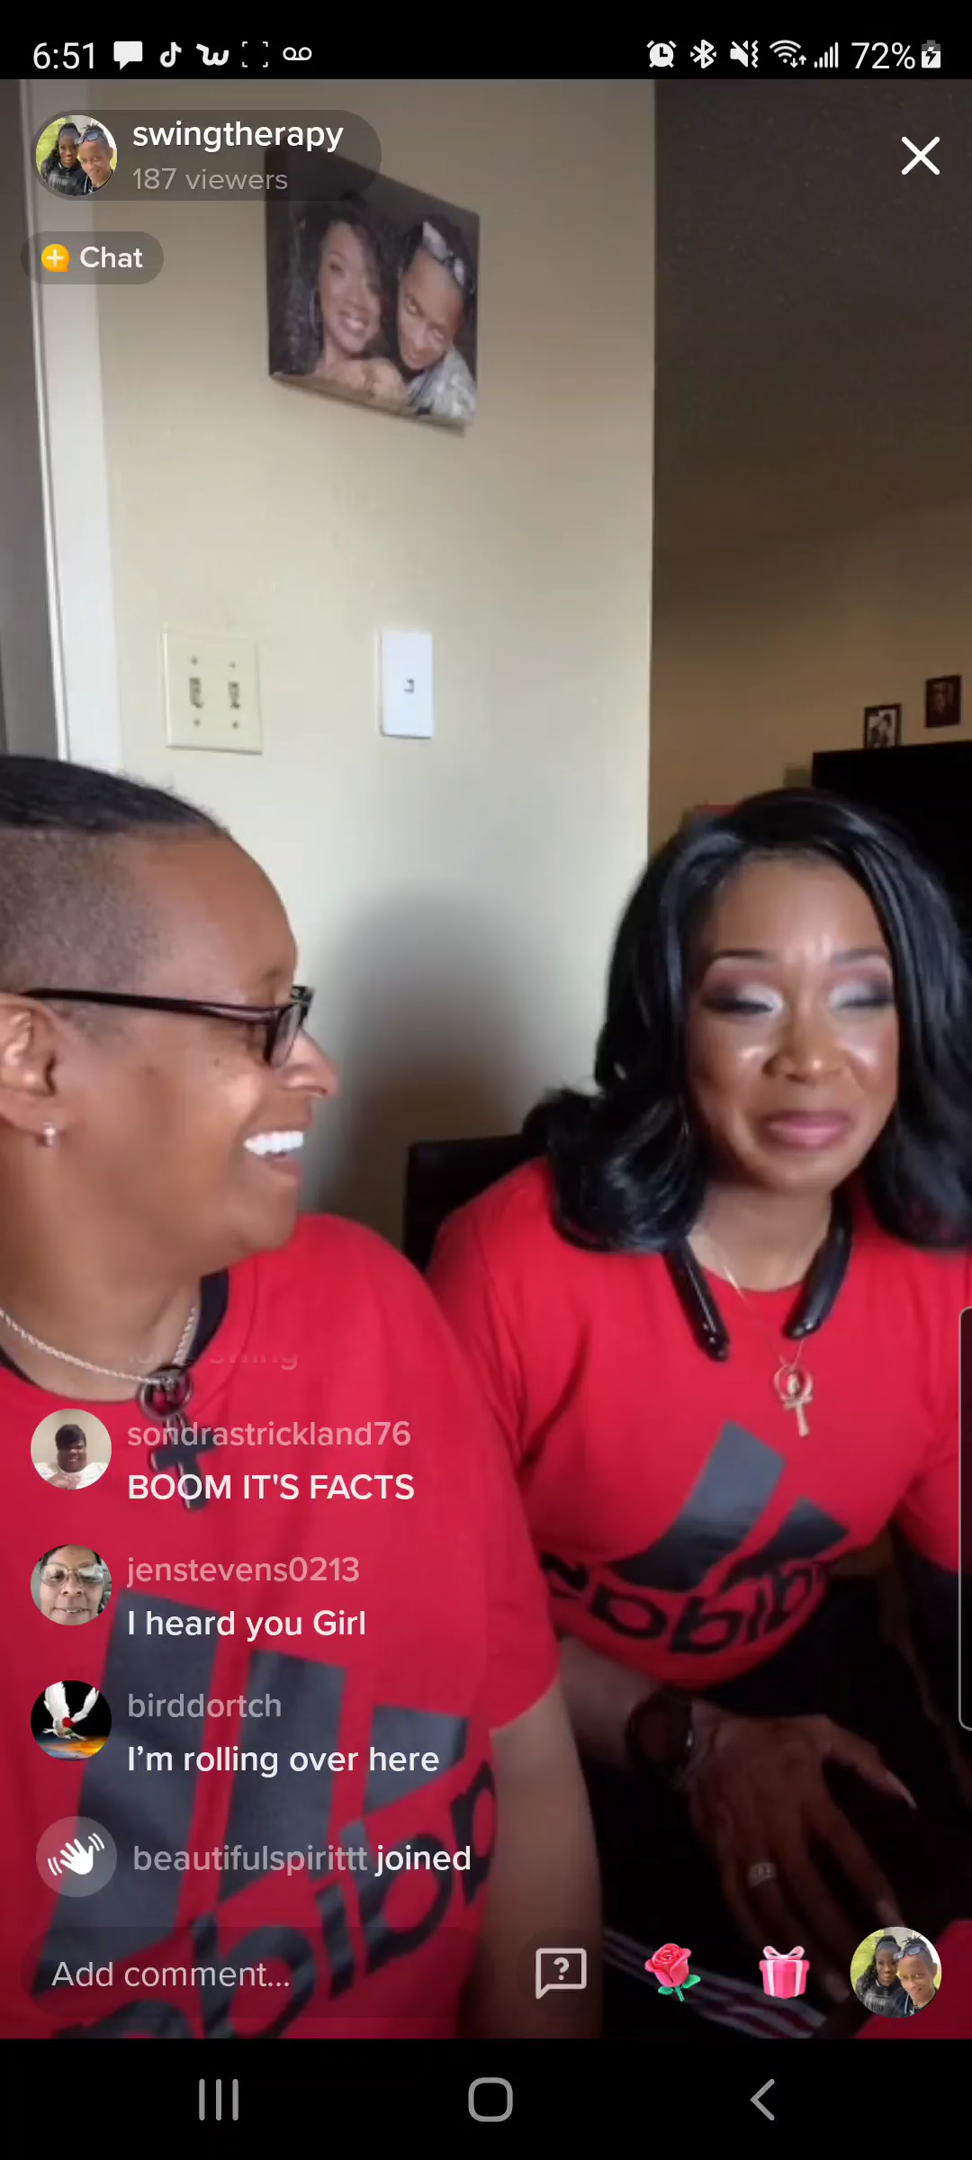 6:51
72%
swingtherapy
187 viewers
Chat
sondrastrickland76
BOOM IT'S FACTS
jenstevens0213
I heard you Girl
birddortch
I'm rolling over here
beautifulspirittt joined
Add comment...